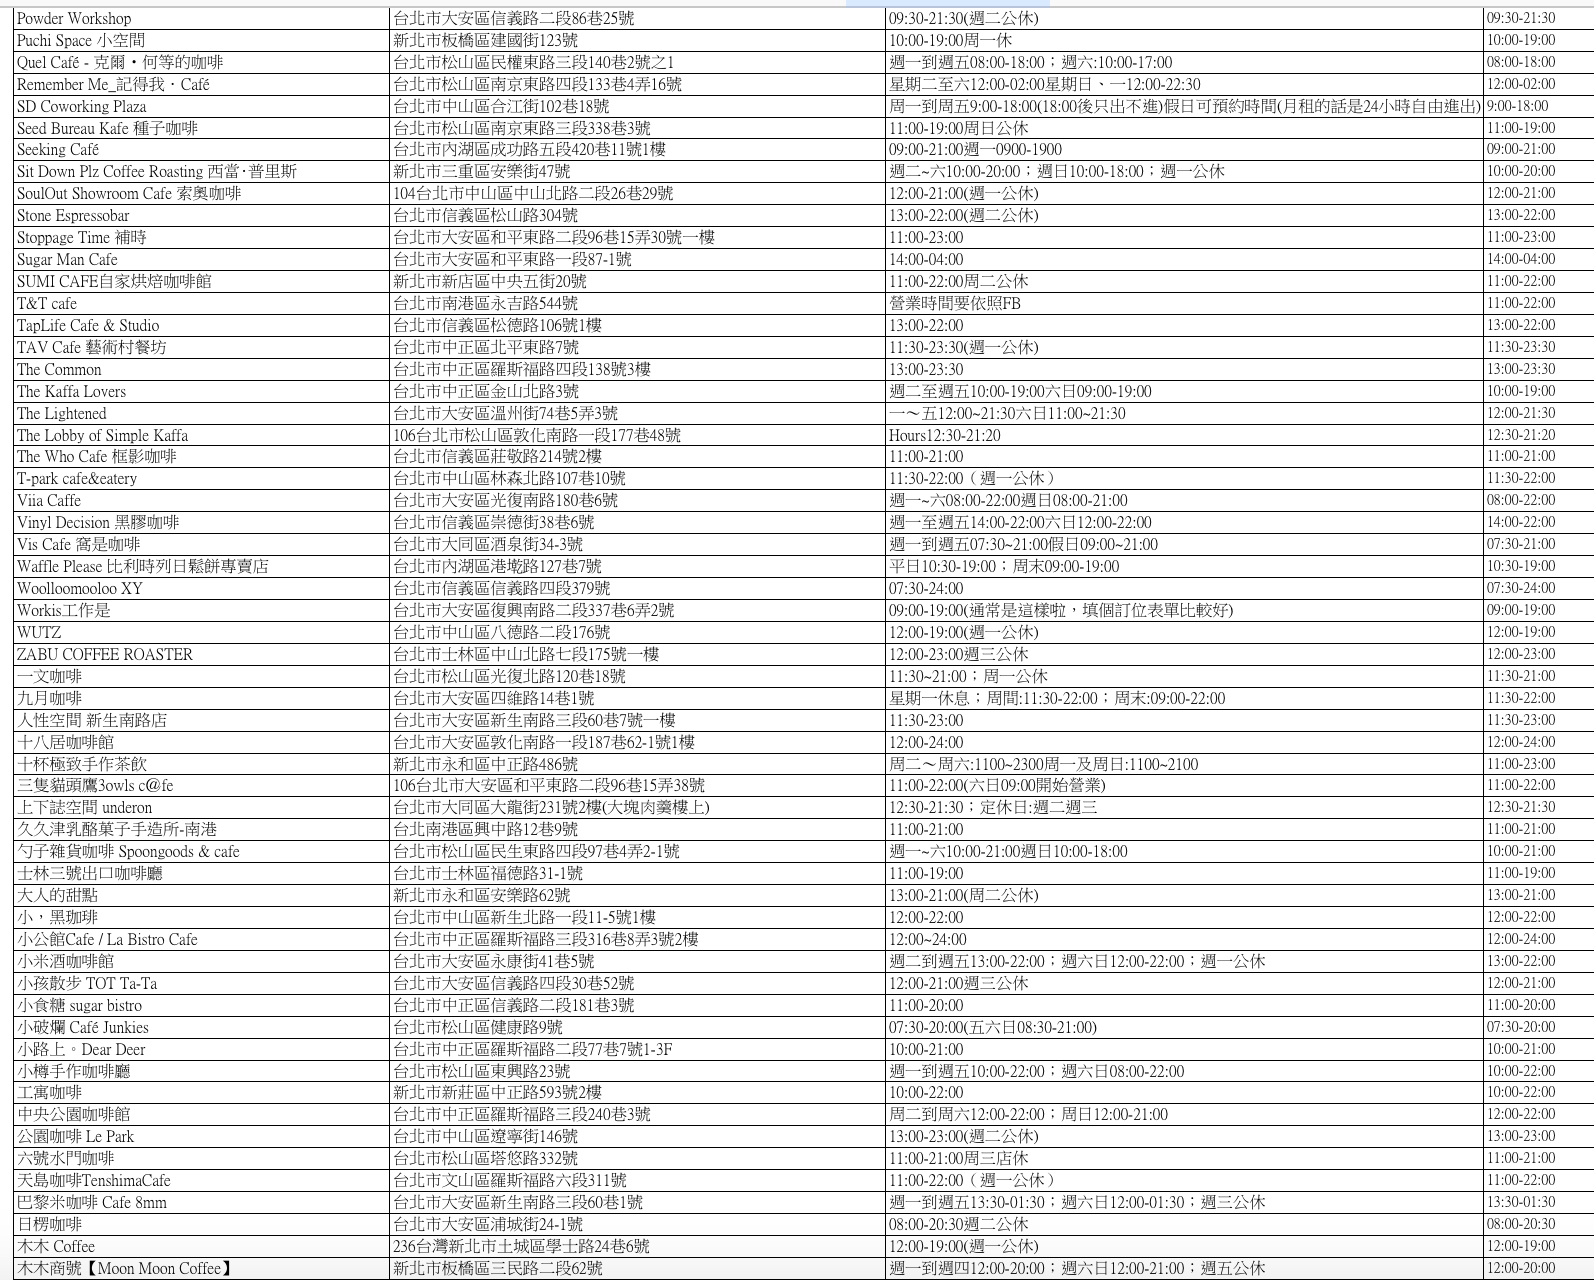 Powder Workshop 台北市大安區信義路二段86巷25號 09:30-21:30(週二公休) 09:30-21:30
Puchi Space 小空間 新北市板橋區建國街123號 10:00-19:00周一休 10:00-19:00
Quel Café - 克爾・何等的咖啡 台北市松山區民權東路三段140巷2號之1 週一到週五08:00-18:00；週六:10:00-17:00 08:00-18:00
Remember Me_記得我．Café 台北市松山區南京東路四段133巷4弄16號 星期二至六12:00-02:00星期日、一12:00-22:30 12:00-02:00
SD Coworking Plaza 台北市中山區合江街102巷18號 周一到周五9:00-18:00(18:00後只出不進)假日可預約時間(月租的話是24小時自由進出) 9:00-18:00
Seed Bureau Kafe 種子咖啡 台北市松山區南京東路三段338巷3號 11:00-19:00周日公休 11:00-19:00
Seeking Café 台北市內湖區成功路五段420巷11號1樓 09:00-21:00週一0900-1900 09:00-21:00
Sit Down Plz Coffee Roasting 西當·普里斯 新北市三重區安樂街47號 週二~六10:00-20:00；週日10:00-18:00；週一公休 10:00-20:00
SoulOut Showroom Cafe 索奧咖啡 104台北市中山區中山北路二段26巷29號 12:00-21:00(週一公休) 12:00-21:00
Stone Espressobar 台北市信義區松山路304號 13:00-22:00(週二公休) 13:00-22:00
Stoppage Time 補時 台北市大安區和平東路二段96巷15弄30號一樓 11:00-23:00 11:00-23:00
Sugar Man Cafe 台北市大安區和平東路一段87-1號 14:00-04:00 14:00-04:00
SUMI CAFE自家烘焙咖啡館 新北市新店區中央五街20號 11:00-22:00周二公休 11:00-22:00
T&T cafe 台北市南港區永吉路544號 營業時間要依照FB 11:00-22:00
TapLife Cafe & Studio 台北市信義區松德路106號1樓 13:00-22:00 13:00-22:00
TAV Cafe 藝術村餐坊 台北市中正區北平東路7號 11:30-23:30(週一公休) 11:30-23:30
The Common 台北市中正區羅斯福路四段138號3樓 13:00-23:30 13:00-23:30
The Kaffa Lovers 台北市中正區金山北路3號 週二至週五10:00-19:00六日09:00-19:00 10:00-19:00
The Lightened 台北市大安區溫州街74巷5弄3號 一～五12:00~21:30六日11:00~21:30 12:00-21:30
The Lobby of Simple Kaffa 106台北市松山區敦化南路一段177巷48號 Hours12:30-21:20 12:30-21:20
The Who Cafe 框影咖啡 台北市信義區莊敬路214號2樓 11:00-21:00 11:00-21:00
T-park cafe&eatery 台北市中山區林森北路107巷10號 11:30-22:00（週一公休） 11:30-22:00
Viia Caffe 台北市大安區光復南路180巷6號 週一~六08:00-22:00週日08:00-21:00 08:00-22:00
Vinyl Decision 黑膠咖啡 台北市信義區崇德街38巷6號 週一至週五14:00-22:00六日12:00-22:00 14:00-22:00
Vis Cafe 窩是咖啡 台北市大同區酒泉街34-3號 週一到週五07:30~21:00假日09:00~21:00 07:30-21:00
Waffle Please 比利時列日鬆餅專賣店 台北市內湖區港墘路127巷7號 平日10:30-19:00；周末09:00-19:00 10:30-19:00
Woolloomooloo XY 台北市信義區信義路四段379號 07:30-24:00 07:30-24:00
Workis工作是 台北市大安區復興南路二段337巷6弄2號 09:00-19:00(通常是這樣啦，填個訂位表單比較好) 09:00-19:00
WUTZ 台北市中山區八德路二段176號 12:00-19:00(週一公休) 12:00-19:00
ZABU COFFEE ROASTER 台北市士林區中山北路七段175號一樓 12:00-23:00週三公休 12:00-23:00
一文咖啡 台北市松山區光復北路120巷18號 11:30~21:00；周一公休 11:30-21:00
九月咖啡 台北市大安區四維路14巷1號 星期一休息；周間:11:30-22:00；周末:09:00-22:00 11:30-22:00
人性空間 新生南路店 台北市大安區新生南路三段60巷7號一樓 11:30-23:00 11:30-23:00
十八居咖啡館 台北市大安區敦化南路一段187巷62-1號1樓 12:00-24:00 12:00-24:00
十杯極致手作茶飲 新北市永和區中正路486號 周二～周六:1100~2300周一及周日:1100~2100 11:00-23:00
三隻貓頭鷹3owls c@fe 106台北市大安區和平東路二段96巷15弄38號 11:00-22:00(六日09:00開始營業) 11:00-22:00
上下誌空間 underon 台北市大同區大龍街231號2樓(大塊肉羹樓上) 12:30-21:30；定休日:週二週三 12:30-21:30
久久津乳酪菓子手造所-南港 台北南港區興中路12巷9號 11:00-21:00 11:00-21:00
勺子雜貨咖啡 Spoongoods & cafe 台北市松山區民生東路四段97巷4弄2-1號 週一~六10:00-21:00週日10:00-18:00 10:00-21:00
士林三號出口咖啡廳 台北市士林區福德路31-1號 11:00-19:00 11:00-19:00
大人的甜點 新北市永和區安樂路62號 13:00-21:00(周二公休) 13:00-21:00
小，黑珈琲 台北市中山區新生北路一段11-5號1樓 12:00-22:00 12:00-22:00
小公館Cafe / La Bistro Cafe 台北市中正區羅斯福路三段316巷8弄3號2樓 12:00~24:00 12:00-24:00
小米酒咖啡館 台北市大安區永康街41巷5號 週二到週五13:00-22:00；週六日12:00-22:00；週一公休 13:00-22:00
小孩散步 TOT Ta-Ta 台北市大安區信義路四段30巷52號 12:00-21:00週三公休 12:00-21:00
小食糖 sugar bistro 台北市中正區信義路二段181巷3號 11:00-20:00 11:00-20:00
小破爛 Café Junkies 台北市松山區健康路9號 07:30-20:00(五六日08:30-21:00) 07:30-20:00
小路上。Dear Deer 台北市中正區羅斯福路二段77巷7號1-3F 10:00-21:00 10:00-21:00
小樽手作咖啡廳 台北市松山區東興路23號 週一到週五10:00-22:00；週六日08:00-22:00 10:00-22:00
工寓咖啡 新北市新莊區中正路593號2樓 10:00-22:00 10:00-22:00
中央公園咖啡館 台北市中正區羅斯福路三段240巷3號 周二到周六12:00-22:00；周日12:00-21:00 12:00-22:00
公園咖啡 Le Park 台北市中山區遼寧街146號 13:00-23:00(週二公休) 13:00-23:00
六號水門咖啡 台北市松山區塔悠路332號 11:00-21:00周三店休 11:00-21:00
天島咖啡TenshimaCafe 台北市文山區羅斯福路六段311號 11:00-22:00（週一公休） 11:00-22:00
巴黎米咖啡 Cafe 8mm 台北市大安區新生南路三段60巷1號 週一到週五13:30-01:30；週六日12:00-01:30；週三公休 13:30-01:30
日楞咖啡 台北市大安區浦城街24-1號 08:00-20:30週二公休 08:00-20:30
木木 Coffee 236台灣新北市土城區學士路24巷6號 12:00-19:00(週一公休) 12:00-19:00
木木商號【Moon Moon Coffee】 新北市板橋區三民路二段62號 週一到週四12:00-20:00；週六日12:00-21:00；週五公休 12:00-20:00